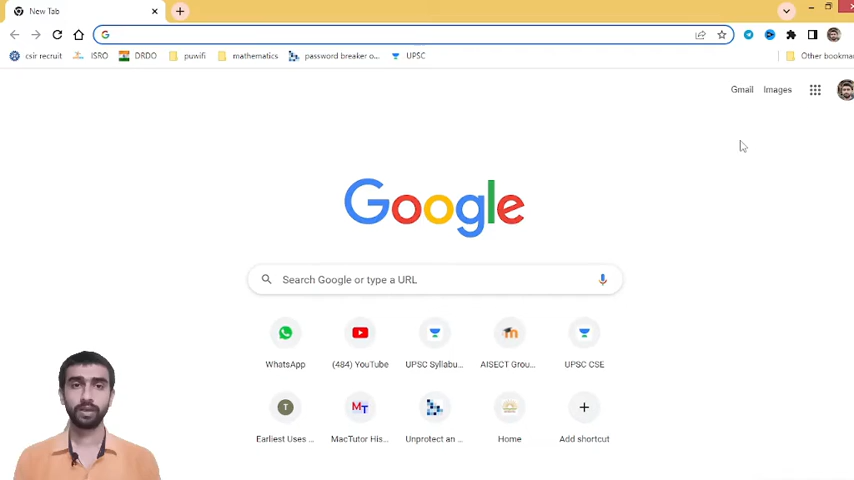 New Tab
csir recruit ISRO DRDO puwifi mathematics password breaker o... UPSC Other bookmar
Gmail Images
Google
Search Google or type a URL
WhatsApp (484) YouTube UPSC Syllabu... AISECT Grou... UPSC CSE
T MT
Earliest Uses ... MacTutor His... Unprotect an ... Home Add shortcut